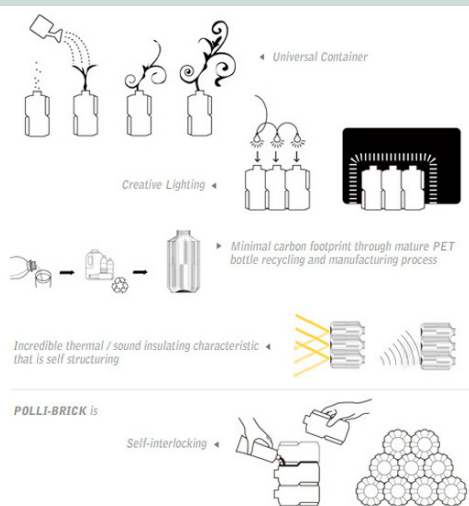 Universal Container
Creative Lighting
Minimal carbon footprint through mature PET
bottle recycling and manufacturing process
Incredible thermal / sound insulating characteristic
that is self structuring
POLLI-BRICK is
Self-interlocking